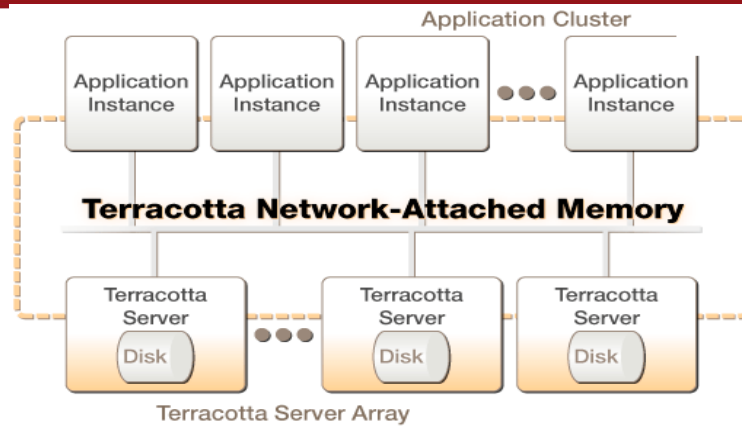 Application Cluster
Application
Instance
Application
Instance
Application
Instance
Application
Instance
Terracotta Network-Attached Memory
Terracotta
Server
Disk
Terracotta
Server
Disk
Terracotta
Server
Disk
Terracotta Server Array